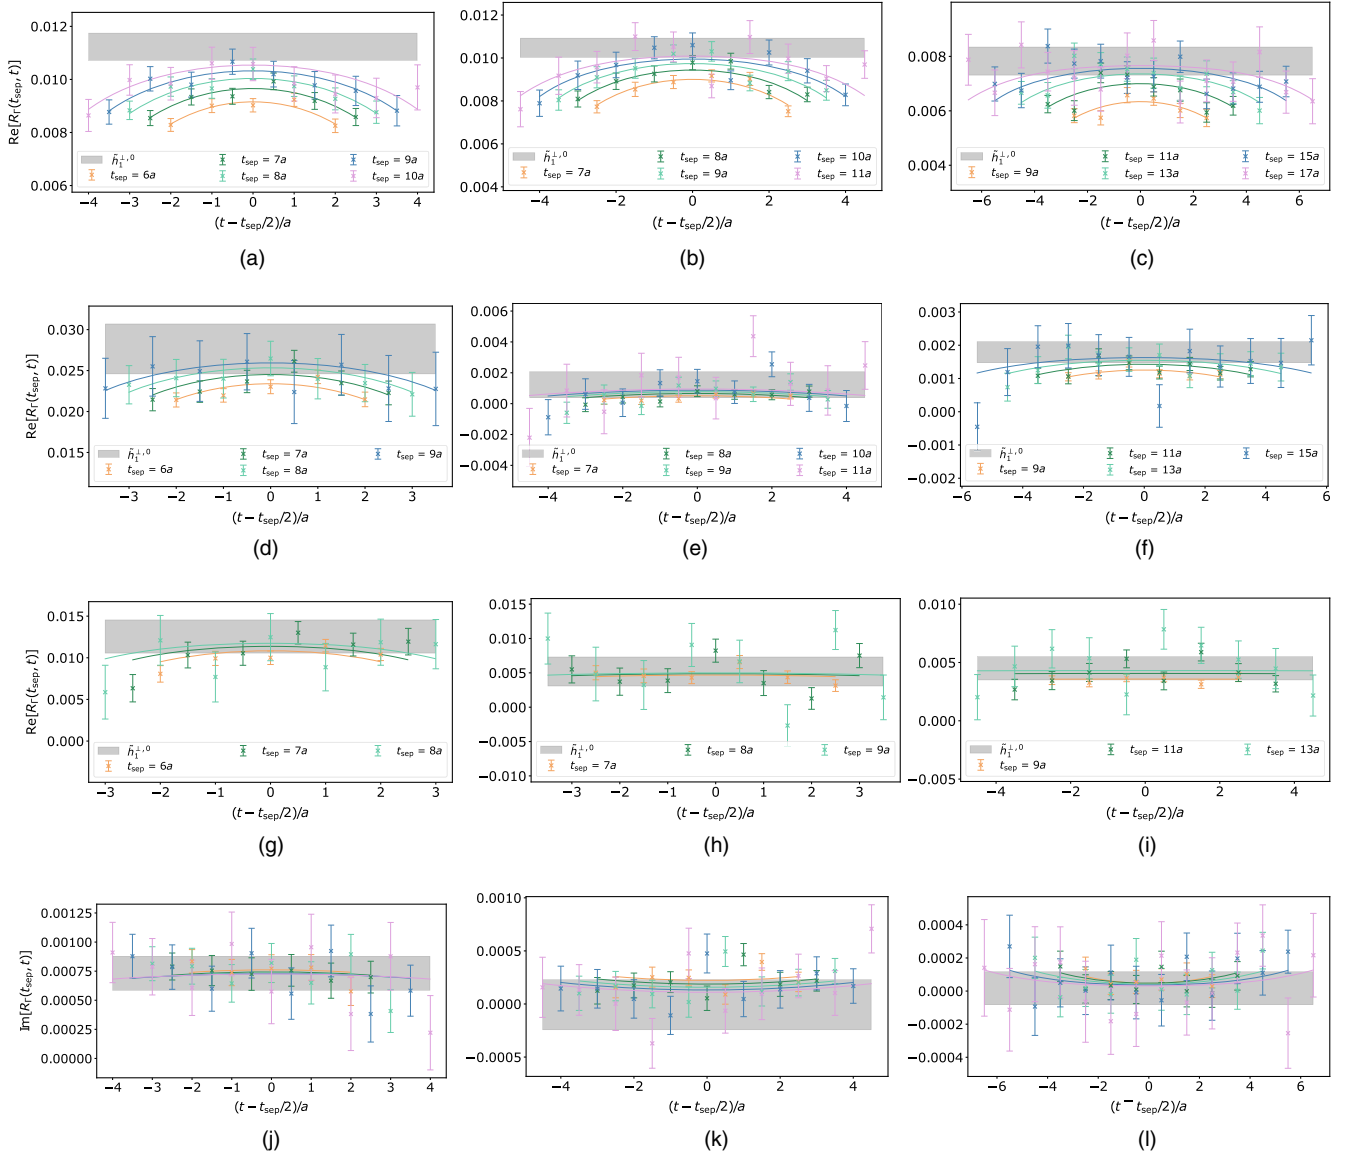 0.012
0.010
0.008
0.006
Re[R_Γ(t_sep, t)]
h̃₁^⊥,0
t_sep = 6a
t_sep = 7a
t_sep = 8a
t_sep = 9a
t_sep = 10a
−4 −3 −2 −1 0 1 2 3 4
(t − t_sep/2)/a
(a)
0.012
0.010
0.008
0.006
0.004
h̃₁^⊥,0
t_sep = 7a
t_sep = 8a
t_sep = 9a
t_sep = 10a
t_sep = 11a
−4 −2 0 2 4
(t − t_sep/2)/a
(b)
0.008
0.006
0.004
h̃₁^⊥,0
t_sep = 9a
t_sep = 11a
t_sep = 13a
t_sep = 15a
t_sep = 17a
−6 −4 −2 0 2 4 6
(t − t_sep/2)/a
(c)
0.030
0.025
0.020
0.015
Re[R_Γ(t_sep, t)]
h̃₁^⊥,0
t_sep = 6a
t_sep = 7a
t_sep = 8a
t_sep = 9a
−3 −2 −1 0 1 2 3
(t − t_sep/2)/a
(d)
0.006
0.004
0.002
0.000
−0.002
−0.004
h̃₁^⊥,0
t_sep = 7a
t_sep = 8a
t_sep = 9a
t_sep = 10a
t_sep = 11a
−4 −2 0 2 4
(t − t_sep/2)/a
(e)
0.003
0.002
0.001
0.000
−0.001
−0.002
h̃₁^⊥,0
t_sep = 9a
t_sep = 11a
t_sep = 13a
t_sep = 15a
−6 −4 −2 0 2 4 6
(t − t_sep/2)/a
(f)
0.015
0.010
0.005
0.000
Re[R_Γ(t_sep, t)]
h̃₁^⊥,0
t_sep = 6a
t_sep = 7a
t_sep = 8a
−3 −2 −1 0 1 2 3
(t − t_sep/2)/a
(g)
0.015
0.010
0.005
0.000
−0.005
−0.010
h̃₁^⊥,0
t_sep = 7a
t_sep = 8a
t_sep = 9a
−3 −2 −1 0 1 2 3
(t − t_sep/2)/a
(h)
0.010
0.005
0.000
−0.005
h̃₁^⊥,0
t_sep = 9a
t_sep = 11a
t_sep = 13a
−4 −2 0 2 4
(t − t_sep/2)/a
(i)
0.00125
0.00100
0.00075
0.00050
0.00025
0.00000
Im[R_Γ(t_sep, t)]
−4 −3 −2 −1 0 1 2 3 4
(t − t_sep/2)/a
(j)
0.0010
0.0005
0.0000
−0.0005
−4 −2 0 2 4
(t − t_sep/2)/a
(k)
0.0004
0.0002
0.0000
−0.0002
−0.0004
−6 −4 −2 0 2 4 6
(t − t_sep/2)/a
(l)